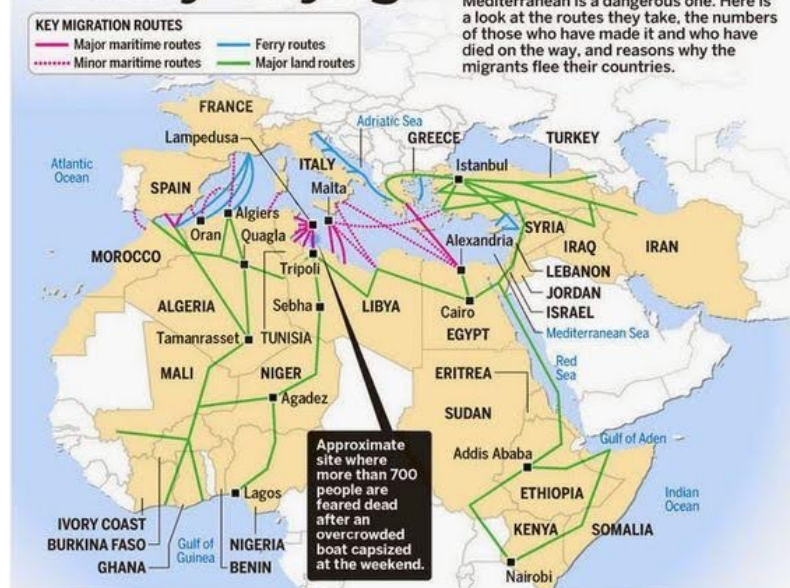 Mediterranean is a dangerous one. Here is
a look at the routes they take, the numbers
of those who have made it and who have
died on the way, and reasons why the
migrants flee their countries.
KEY MIGRATION ROUTES
Major maritime routes
Ferry routes
Minor maritime routes
Major land routes
FRANCE
Adriatic Sea
Lampedusa
GREECE
TURKEY
Atlantic
Ocean
ITALY
Istanbul
SPAIN
Malta
Algiers
SYRIA
Oran
Quagla
Alexandria
IRAQ
IRAN
MOROCCO
Tripoli
LEBANON
JORDAN
ALGERIA
Sebha
LIBYA
Cairo
ISRAEL
Tamanrasset
TUNISIA
EGYPT
Mediterranean Sea
MALI
NIGER
ERITREA
Red
Sea
Agadez
SUDAN
Approximate
site where
more than 700
people are
feared dead
after an
overcrowded
boat capsized
at the weekend.
Addis Ababa
Gulf of Aden
Lagos
ETHIOPIA
Indian
Ocean
IVORY COAST
BURKINA FASO
GHANA
Gulf of
Guinea
NIGERIA
BENIN
KENYA
SOMALIA
Nairobi